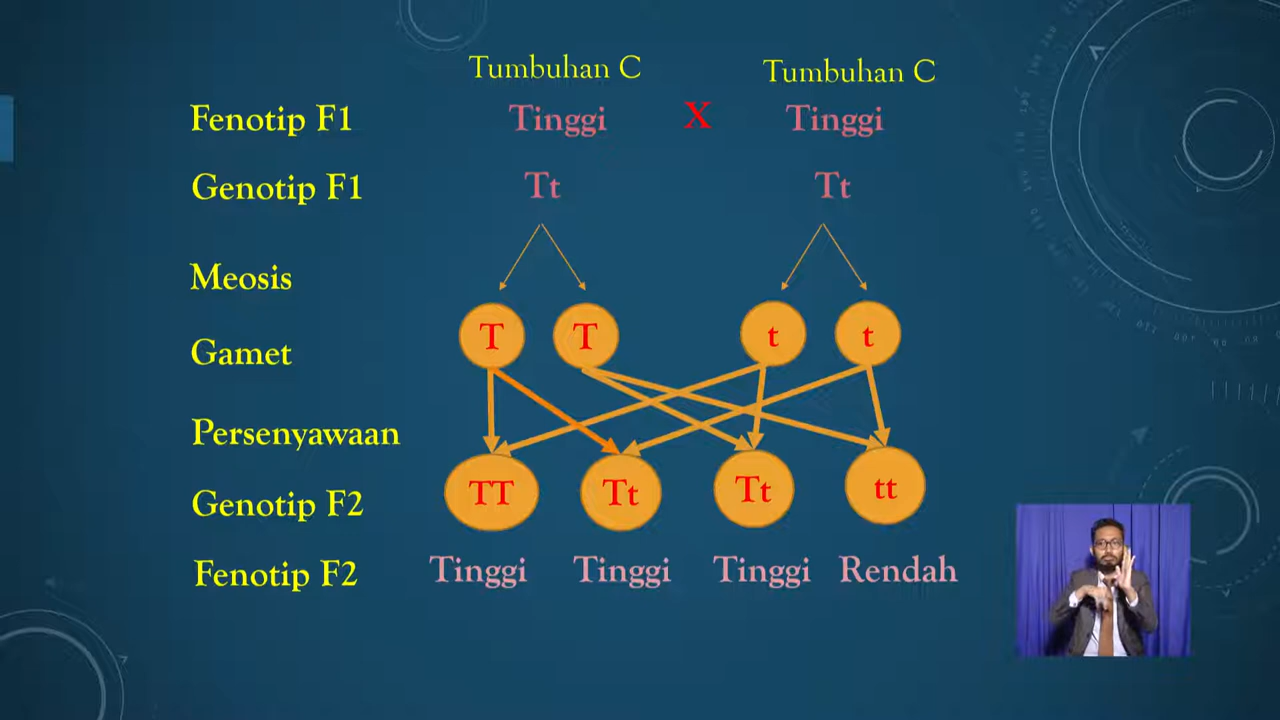 Tumbuhan C Tumbuhan C
Fenotip F1 Tinggi X Tinggi
Genotip F1 Tt Tt
Meosis
Gamet T T t t
Persenyawaan
Genotip F2 TT Tt Tt tt
Fenotip F2 Tinggi Tinggi Tinggi Rendah